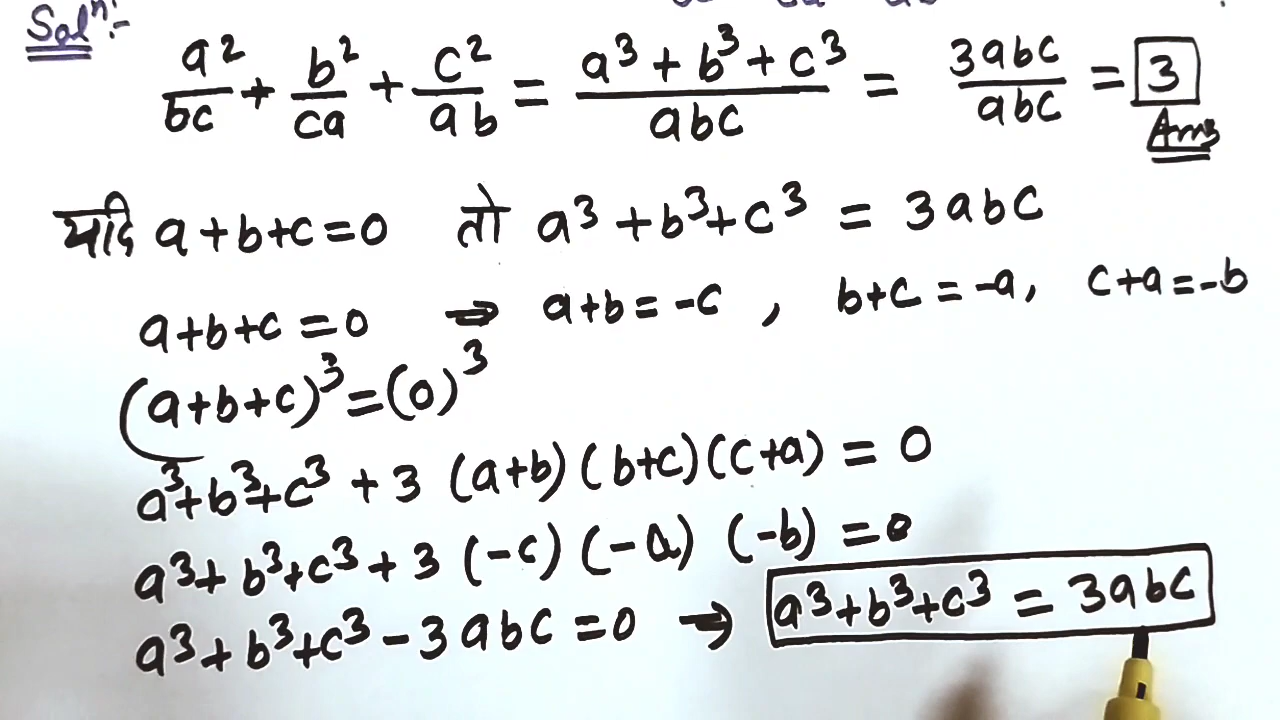 Solⁿ:-
a²/bc + b²/ca + c²/ab = (a³ + b³ + c³)/abc = 3abc/abc = 3
Ans
यदि a+b+c=0 तो a³ + b³+c³ = 3abc
a+b+c=0 ⇒ a+b=-c , b+c=-a, c+a=-b
(a+b+c)³=(0)³
a³+b³+c³ + 3 (a+b) (b+c) (c+a) = 0
a³+b³+c³+3 (-c) (-a) (-b) =0
a³+b³+c³-3abc=0 → a³+b³+c³ = 3abc